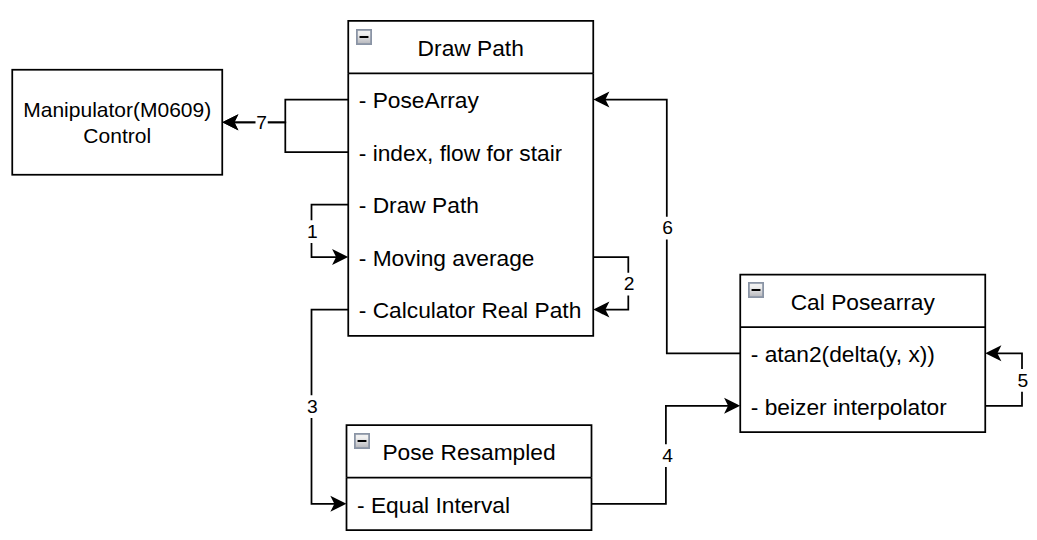 Draw Path
Manipulator(M0609)
Control
7
- PoseArray
- index, flow for stair
- Draw Path
- Moving average
- Calculator Real Path
1
2
6
3
Cal Posearray
- atan2(delta(y, x))
- beizer interpolator
5
4
Pose Resampled
- Equal Interval